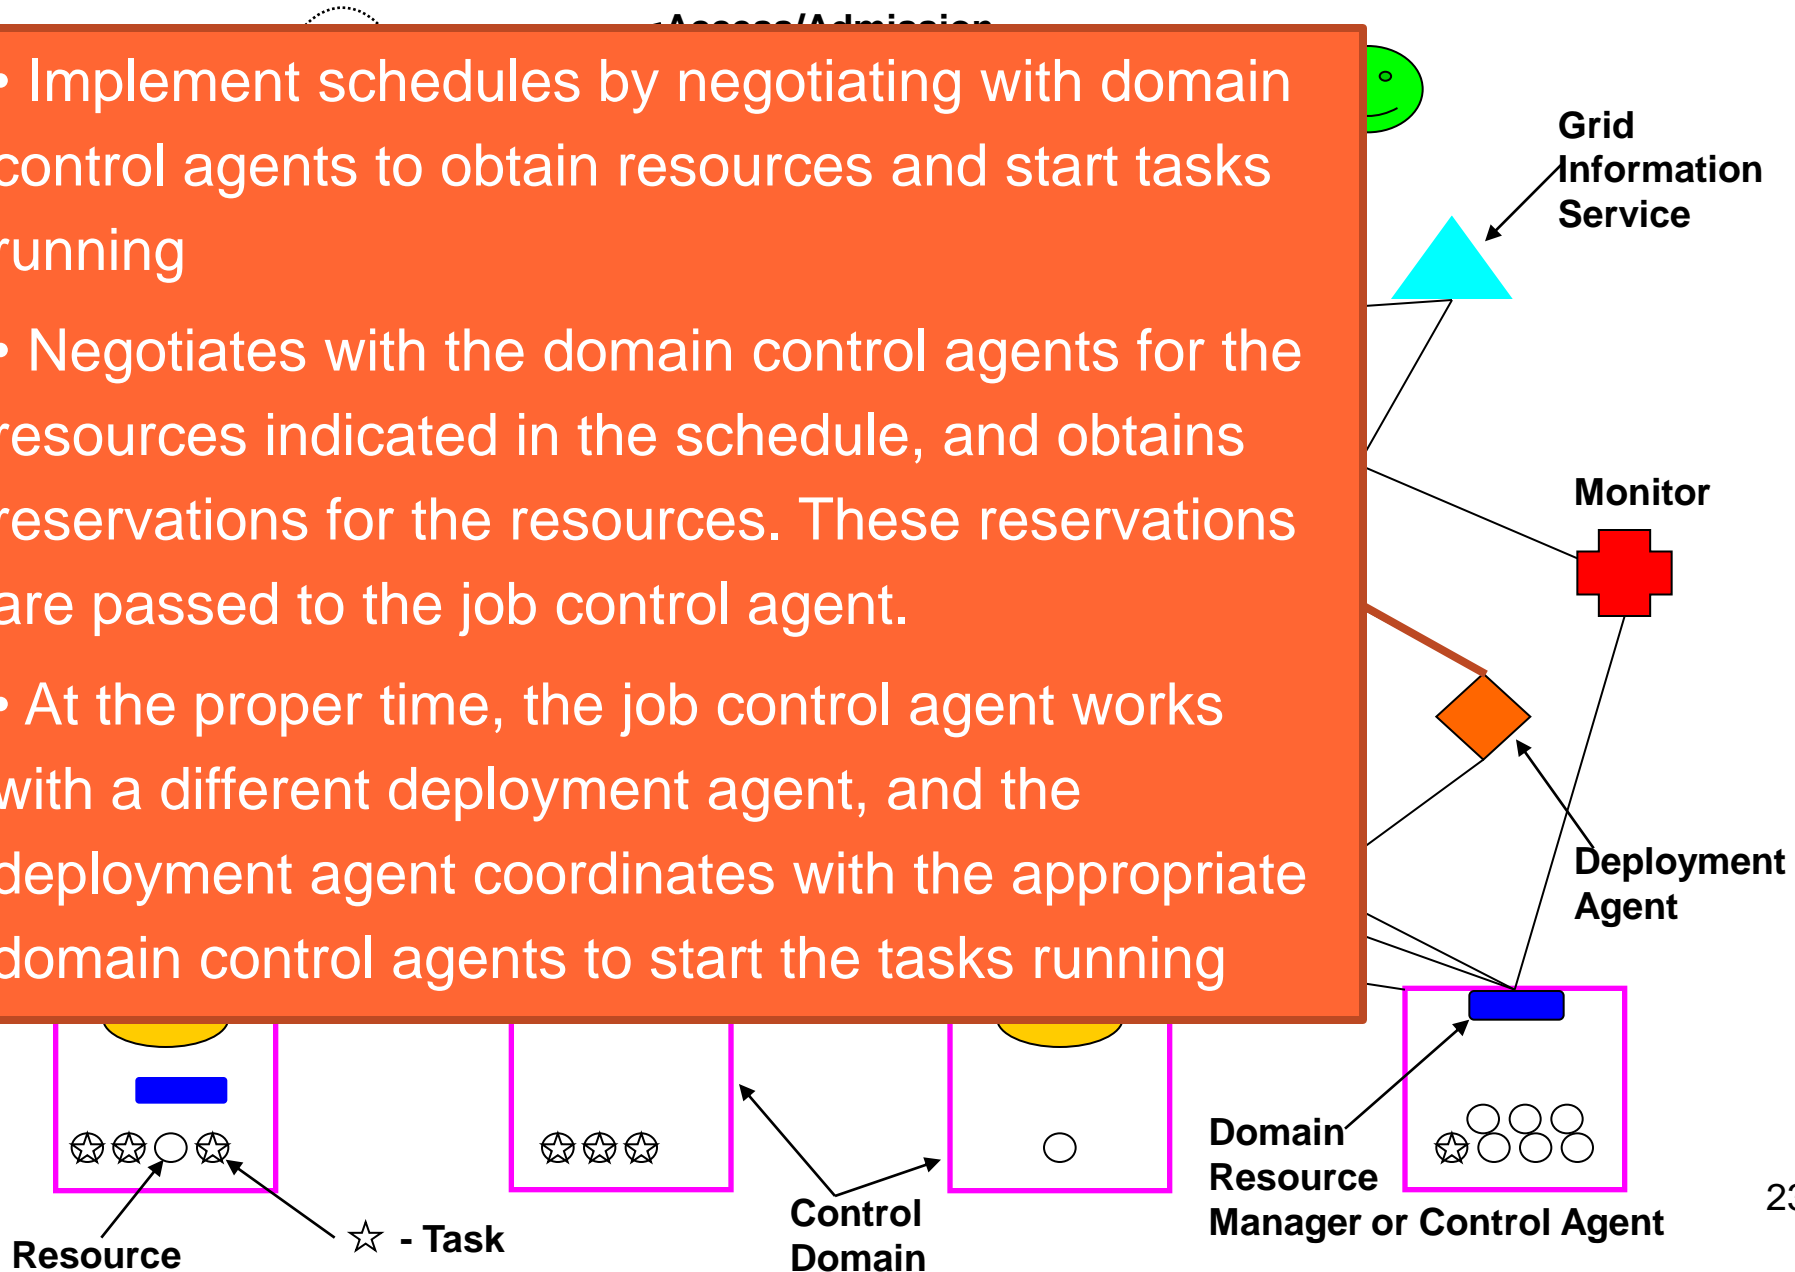 Access/Admission
• Implement schedules by negotiating with domain
control agents to obtain resources and start tasks
running
• Negotiates with the domain control agents for the
resources indicated in the schedule, and obtains
reservations for the resources. These reservations
are passed to the job control agent.
• At the proper time, the job control agent works
with a different deployment agent, and the
deployment agent coordinates with the appropriate
domain control agents to start the tasks running
Grid
Information
Service
Monitor
Deployment
Agent
Domain
Resource
Manager or Control Agent
Control
Domain
☆ - Task
Resource